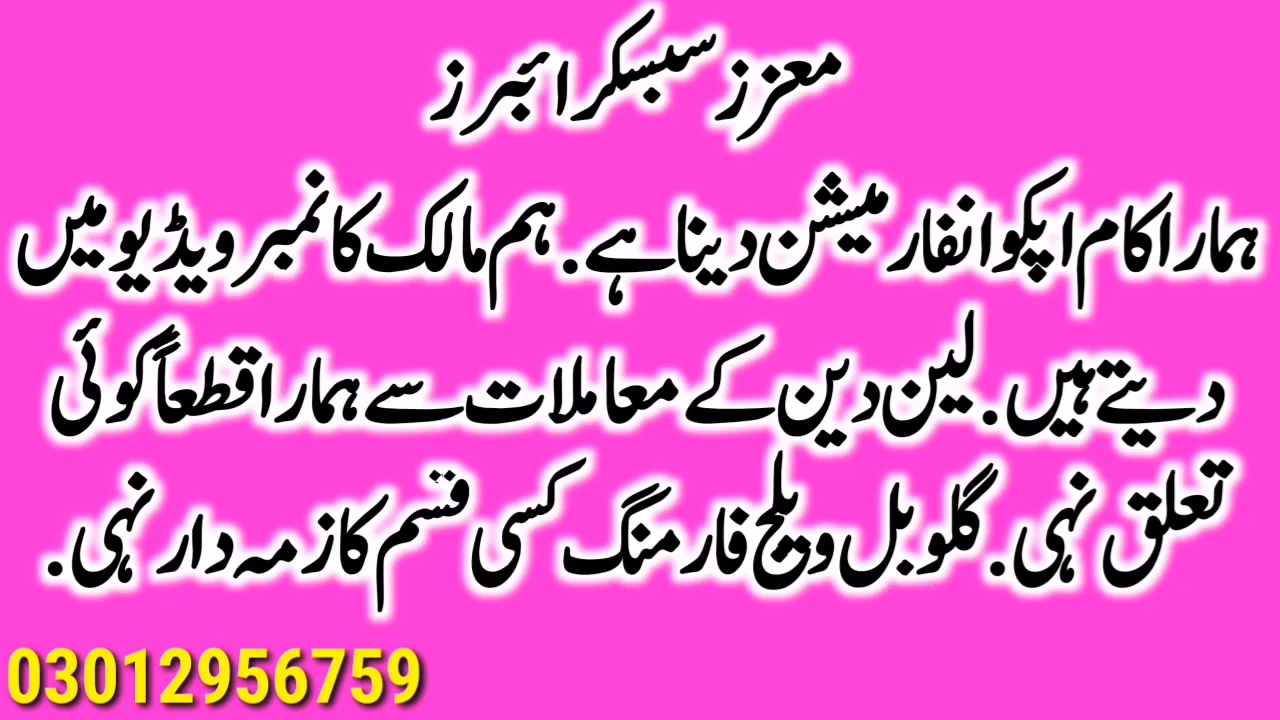 معزز سبسکرائبرز
ہمارا کام اپکو انفارمیشن دینا ہے. ہم مالک کا نمبر ویڈیو میں
دیتے ہیں. لین دین کے معاملات سے ہمارا قطعاً کوئی
تعلق نہی. گلوبل ویلج فارمنگ کسی قسم کا زمہ دار نہی.
03012956759